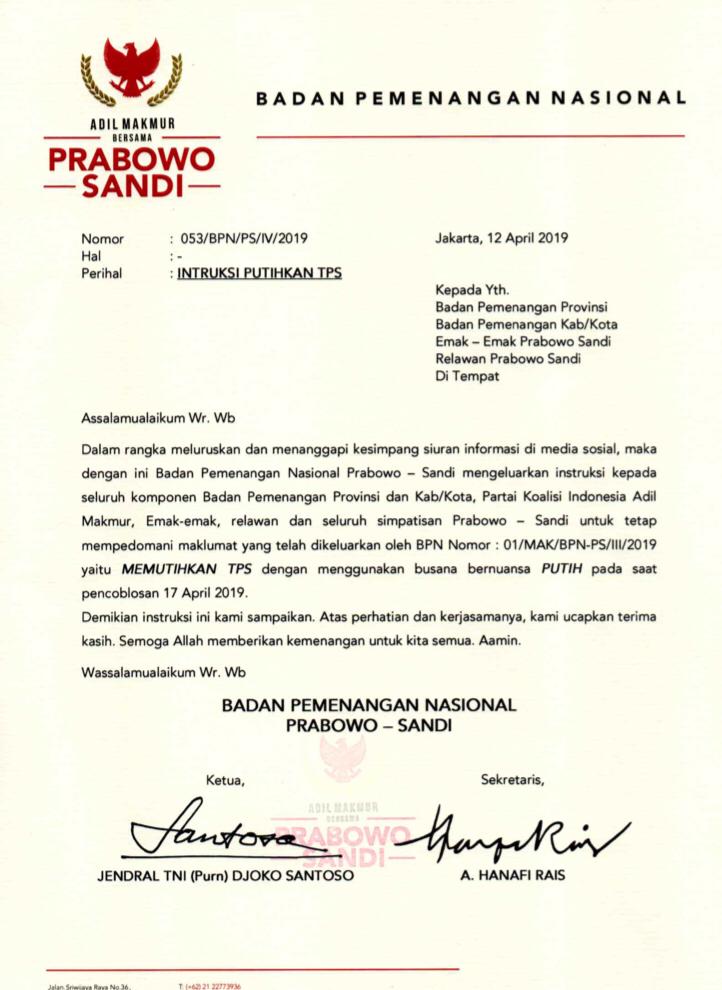 ADIL MAKMUR
BERSAMA
PRABOWO
SANDI
BADAN PEMENANGAN NASIONAL
Nomor : 053/BPN/PS/IV/2019
Hal : -
Perihal : INTRUKSI PUTIHKAN TPS
Jakarta, 12 April 2019
Kepada Yth.
Badan Pemenangan Provinsi
Badan Pemenangan Kab/Kota
Emak – Emak Prabowo Sandi
Relawan Prabowo Sandi
Di Tempat
Assalamualaikum Wr. Wb
Dalam rangka meluruskan dan menanggapi kesimpang siuran informasi di media sosial, maka
dengan ini Badan Pemenangan Nasional Prabowo – Sandi mengeluarkan instruksi kepada
seluruh komponen Badan Pemenangan Provinsi dan Kab/Kota, Partai Koalisi Indonesia Adil
Makmur, Emak-emak, relawan dan seluruh simpatisan Prabowo – Sandi untuk tetap
mempedomani maklumat yang telah dikeluarkan oleh BPN Nomor : 01/MAK/BPN-PS/III/2019
yaitu MEMUTIHKAN TPS dengan menggunakan busana bernuansa PUTIH pada saat
pencoblosan 17 April 2019.
Demikian instruksi ini kami sampaikan. Atas perhatian dan kerjasamanya, kami ucapkan terima
kasih. Semoga Allah memberikan kemenangan untuk kita semua. Aamin.
Wassalamualaikum Wr. Wb
BADAN PEMENANGAN NASIONAL
PRABOWO – SANDI
Ketua,
Sekretaris,
ADIL MAKMUR
BERSAMA
PRABOWO
SANDI
Santoso
HanafiRais
JENDRAL TNI (Purn) DJOKO SANTOSO
A. HANAFI RAIS
Jalan Sriwijaya Raya No.36,
T: (+62) 21 22773936